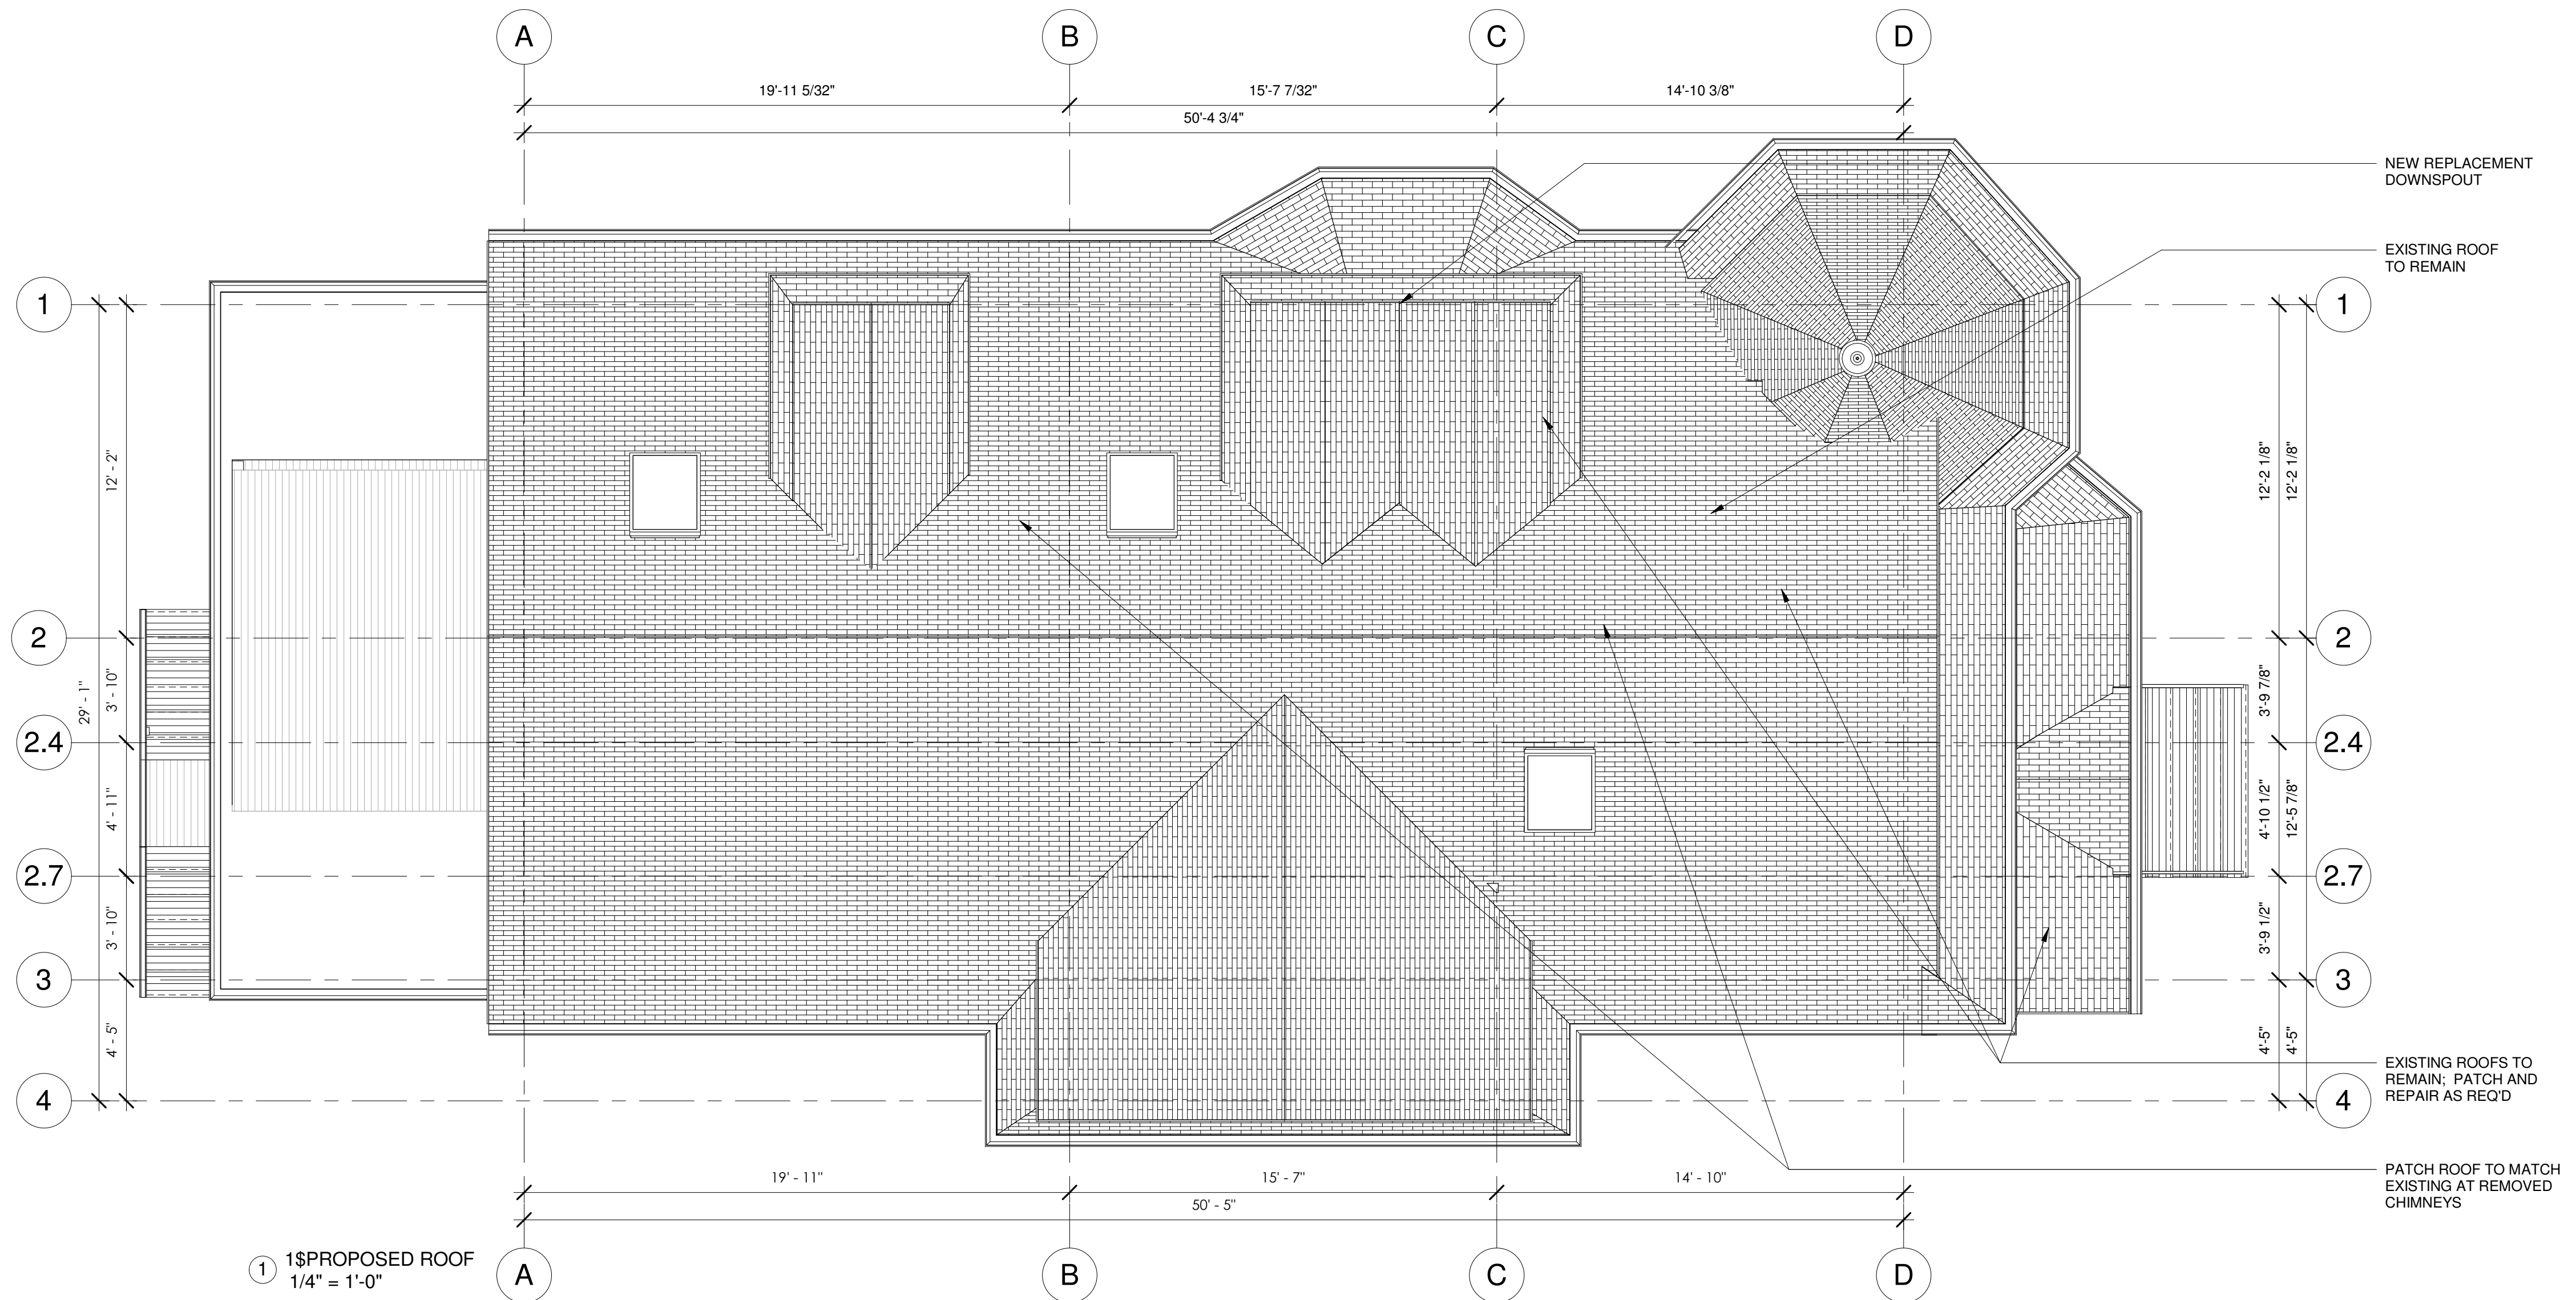 A
B
C
D
19'-11 5/32"
15'-7 7/32"
14'-10 3/8"
50'-4 3/4"
NEW REPLACEMENT
DOWNSPOUT
EXISTING ROOF
TO REMAIN
1
1
12' - 2"
12'-2 1/8"
12'-2 1/8"
2
2
29' - 1"
3' - 10"
3'-9 7/8"
2.4
2.4
4' - 11"
4'-10 1/2"
12'-5 7/8"
2.7
2.7
3' - 10"
3'-9 1/2"
3
3
4' - 5"
4'-5"
4'-5"
4
4
EXISTING ROOFS TO
REMAIN; PATCH AND
REPAIR AS REQ'D
PATCH ROOF TO MATCH
EXISTING AT REMOVED
CHIMNEYS
19' - 11"
15' - 7"
14' - 10"
50' - 5"
A
B
C
D
1
1$PROPOSED ROOF
1/4" = 1'-0"